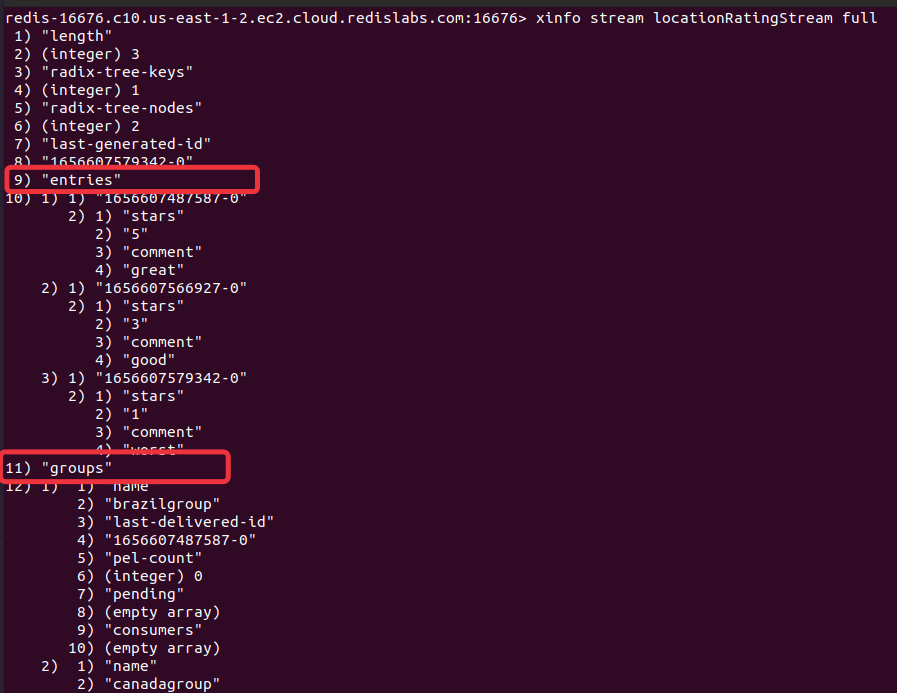 redis-16676.c10.us-east-1-2.ec2.cloud.redislabs.com:16676> xinfo stream locationRatingStream full
1) "length"
2) (integer) 3
3) "radix-tree-keys"
4) (integer) 1
5) "radix-tree-nodes"
6) (integer) 2
7) "last-generated-id"
8) "1656607579342-0"
9) "entries"
10) 1) 1) "1656607487587-0"
2) 1) "stars"
2) "5"
3) "comment"
4) "great"
2) 1) "1656607566927-0"
2) 1) "stars"
2) "3"
3) "comment"
4) "good"
3) 1) "1656607579342-0"
2) 1) "stars"
2) "1"
3) "comment"
4) "worst"
11) "groups"
12) 1) 1) "name"
2) "brazilgroup"
3) "last-delivered-id"
4) "1656607487587-0"
5) "pel-count"
6) (integer) 0
7) "pending"
8) (empty array)
9) "consumers"
10) (empty array)
2) 1) "name"
2) "canadagroup"